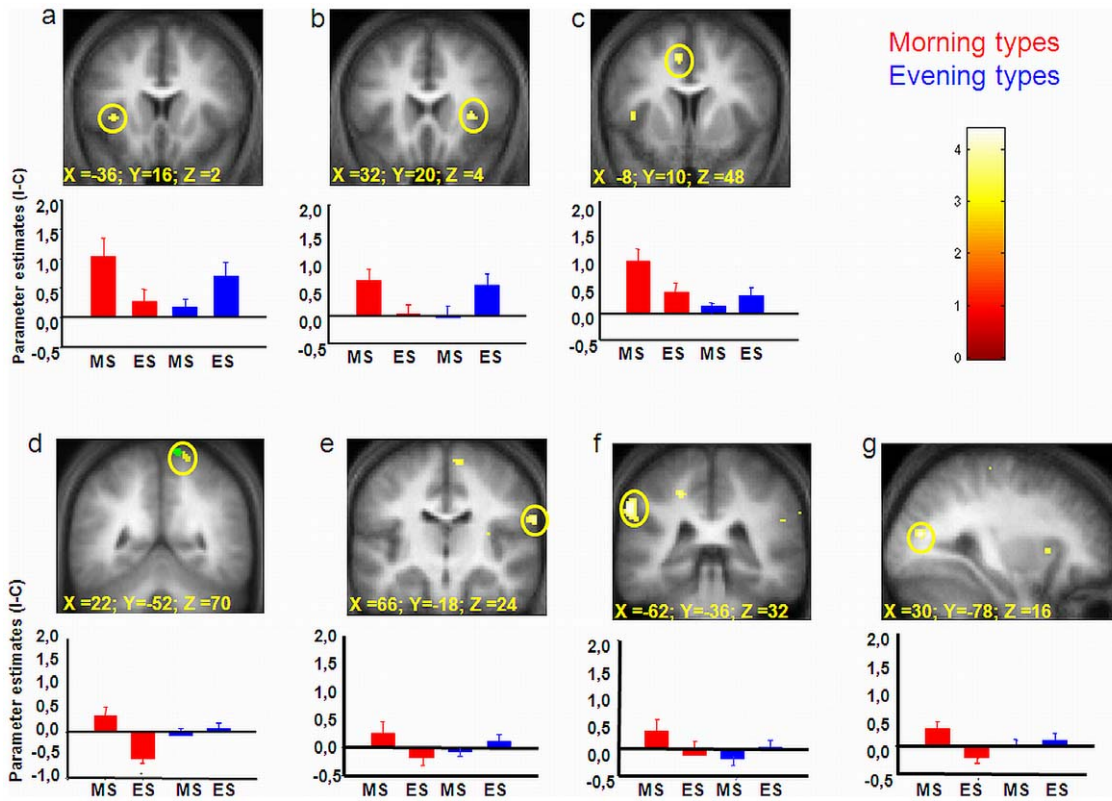 a
b
c
Morning types
Evening types
X =-36; Y=16; Z =2
X =32; Y=20; Z =4
X -8; Y=10; Z =48
4
3
2
1
0
Parameter estimates (I-C)
2,0
1,5
1,0
0,5
0,0
-0,5
MS ES MS ES
2,0
1,5
1,0
0,5
0,0
-0,5
MS ES MS ES
2,0
1,5
1,0
0,5
0,0
-0,5
MS ES MS ES
d
e
f
g
X =22; Y=-52; Z =70
X =66; Y=-18; Z =24
X =-62; Y=-36; Z =32
X =30; Y=-78; Z =16
Parameter estimates (I-C)
2,0
1,5
1,0
0,5
0,0
-0,5
-1,0
MS ES MS ES
2,0
1,5
1,0
0,5
0,0
-0,5
MS ES MS ES
2,0
1,5
1,0
0,5
0,0
-0,5
MS ES MS ES
2,0
1,5
1,0
0,5
0,0
-0,5
MS ES MS ES